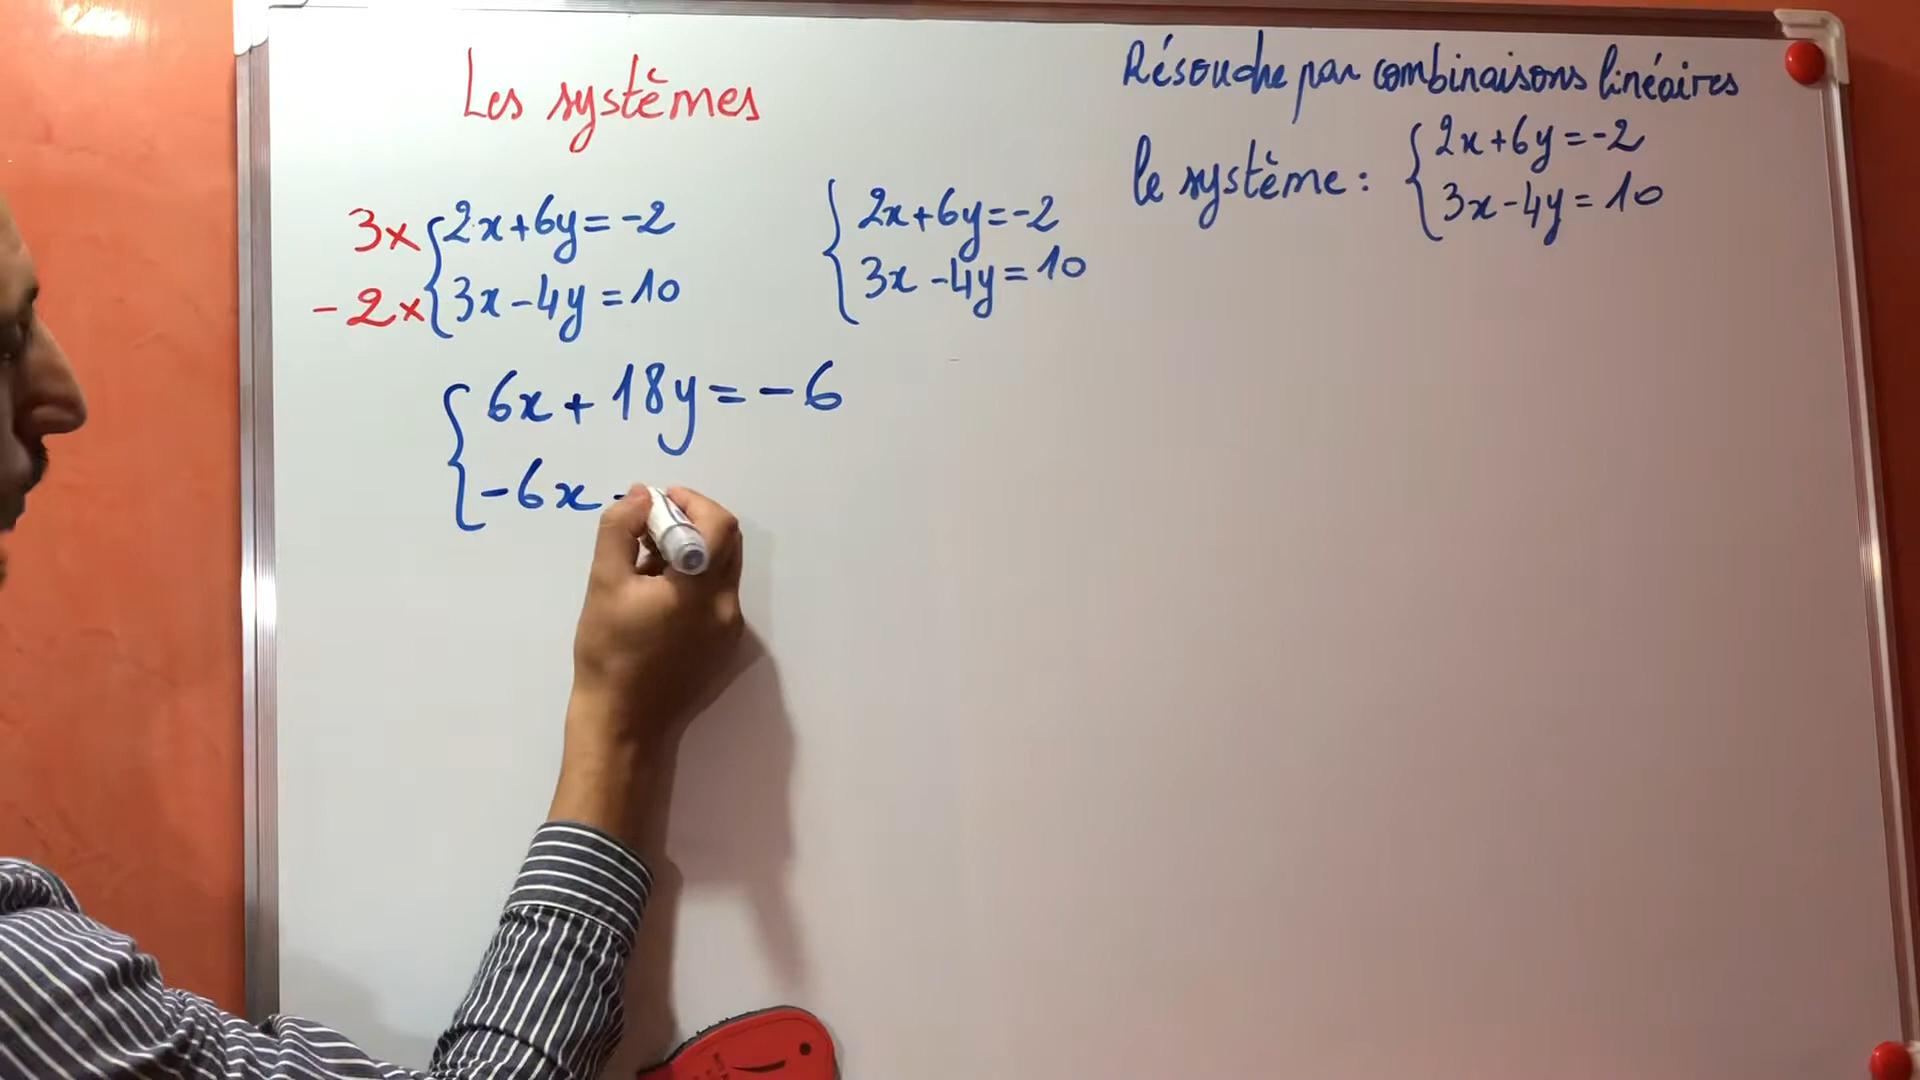 Les systèmes
3x { 2x+6y=-2
-2x { 3x-4y=10
{ 6x+18y=-6
-6x
{ 2x+6y=-2
3x-4y=10
Résoudre par combinaisons linéaires
le système : { 2x+6y=-2
3x-4y=10